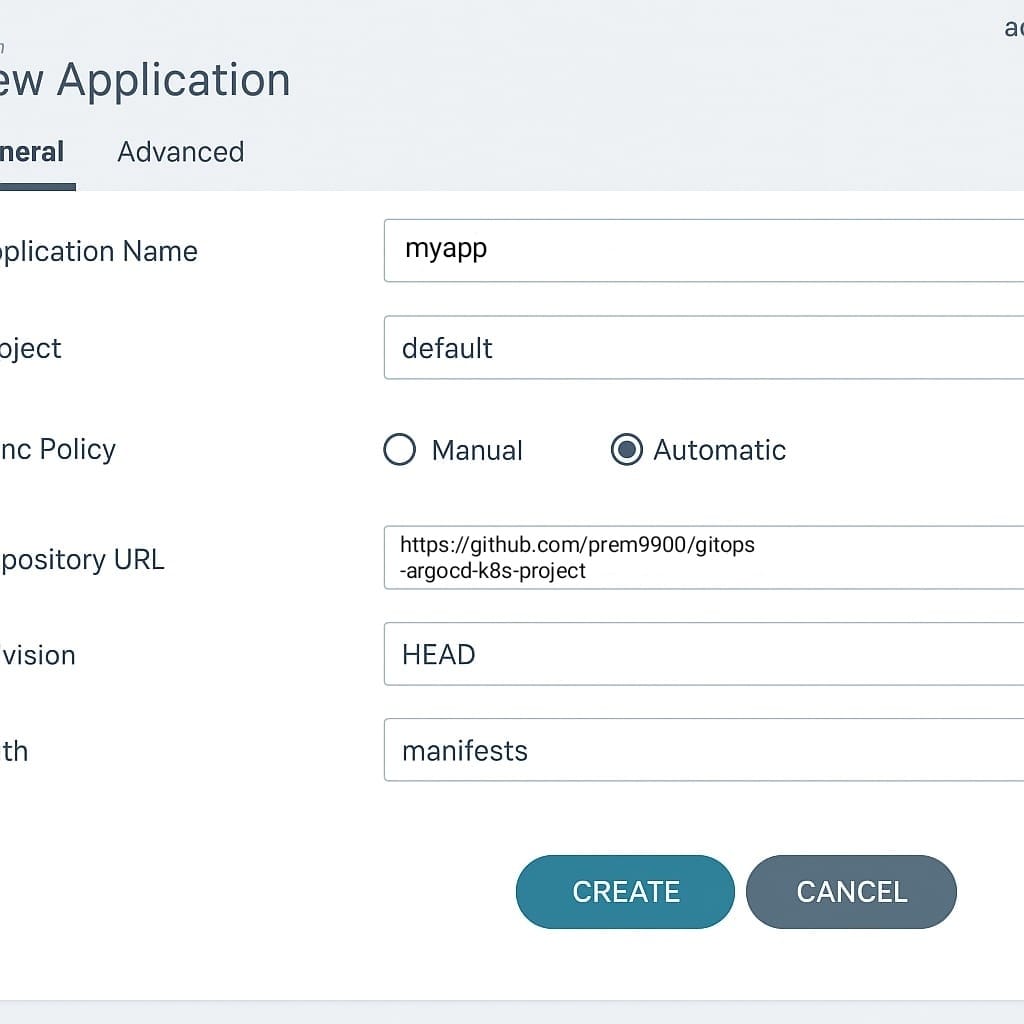 ew Application
neral Advanced
plication Name myapp
oject default
nc Policy Manual Automatic
pository URL https://github.com/prem9900/gitops
-argocd-k8s-project
vision HEAD
th manifests
CREATE CANCEL